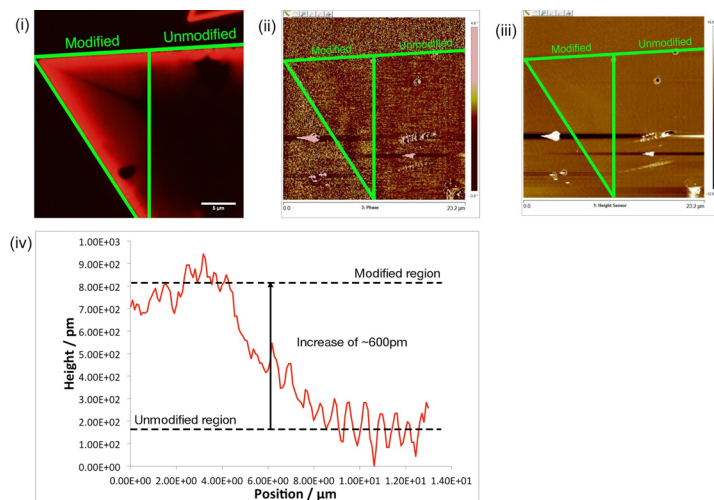 (i)
Modified
Unmodified
5 µm
(ii)
Modified
Unmodified
0.0
2: Phase
23.2 µm
(iii)
Modified
Unmodified
0.0
1: Height Sensor
23.2 µm
(iv)
1.00E+03
9.00E+02
8.00E+02
7.00E+02
6.00E+02
5.00E+02
4.00E+02
3.00E+02
2.00E+02
1.00E+02
0.00E+00
Height / pm
Modified region
Increase of ~600pm
Unmodified region
0.00E+00 2.00E+00 4.00E+00 6.00E+00 8.00E+00 1.00E+01 1.20E+01 1.40E+01
Position / µm